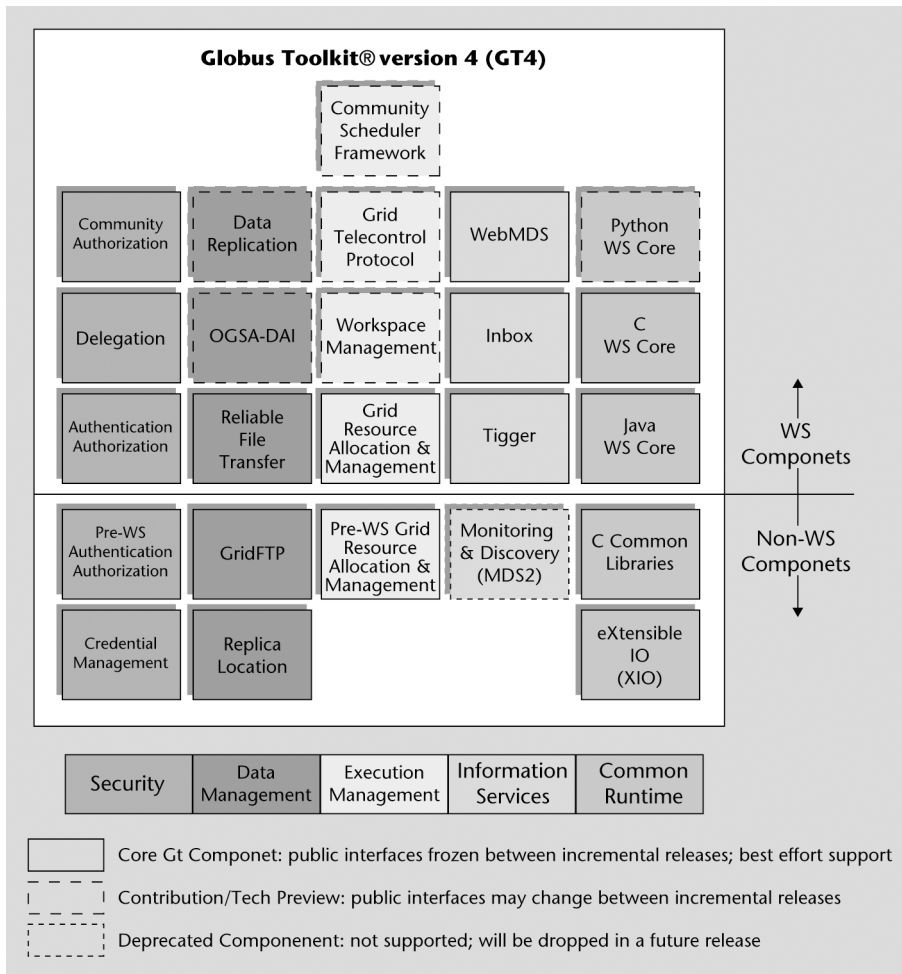 Globus Toolkit® version 4 (GT4)
Community
Scheduler
Framework
Community
Authorization
Data
Replication
Grid
Telecontrol
Protocol
WebMDS
Python
WS Core
Delegation
OGSA-DAI
Workspace
Management
Inbox
C
WS Core
Authentication
Authorization
Reliable
File
Transfer
Grid
Resource
Allocation &
Management
Tigger
Java
WS Core
WS
Componets
Pre-WS
Authentication
Authorization
GridFTP
Pre-WS Grid
Resource
Allocation &
Management
Monitoring
& Discovery
(MDS2)
C Common
Libraries
Non-WS
Componets
Credential
Management
Replica
Location
eXtensible
IO
(XIO)
Security
Data
Management
Execution
Management
Information
Services
Common
Runtime
Core Gt Componet: public interfaces frozen between incremental releases; best effort support
Contribution/Tech Preview: public interfaces may change between incremental releases
Deprecated Componenent: not supported; will be dropped in a future release